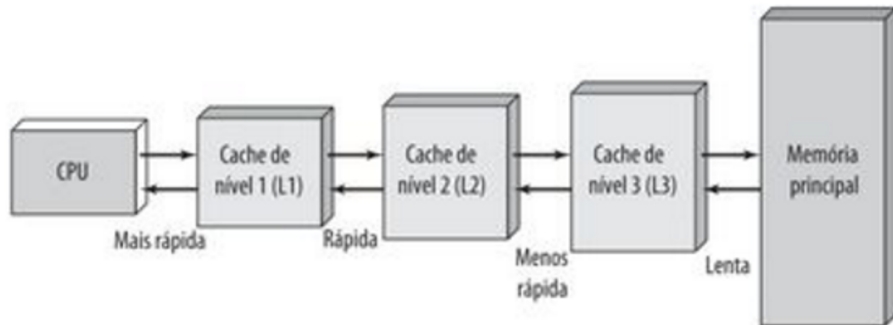 CPU
Cache de
nível 1 (L1)
Cache de
nível 2 (L2)
Cache de
nível 3 (L3)
Memória
principal
Mais rápida
Rápida
Menos
rápida
Lenta